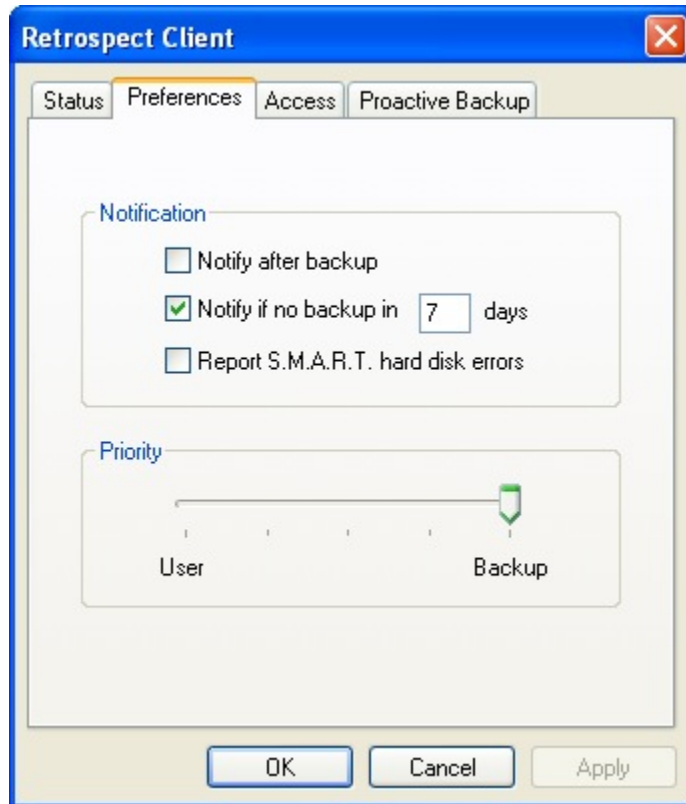 Retrospect Client
Status Preferences Access Proactive Backup
Notification
Notify after backup
Notify if no backup in 7 days
Report S.M.A.R.T. hard disk errors
Priority
User Backup
OK Cancel Apply